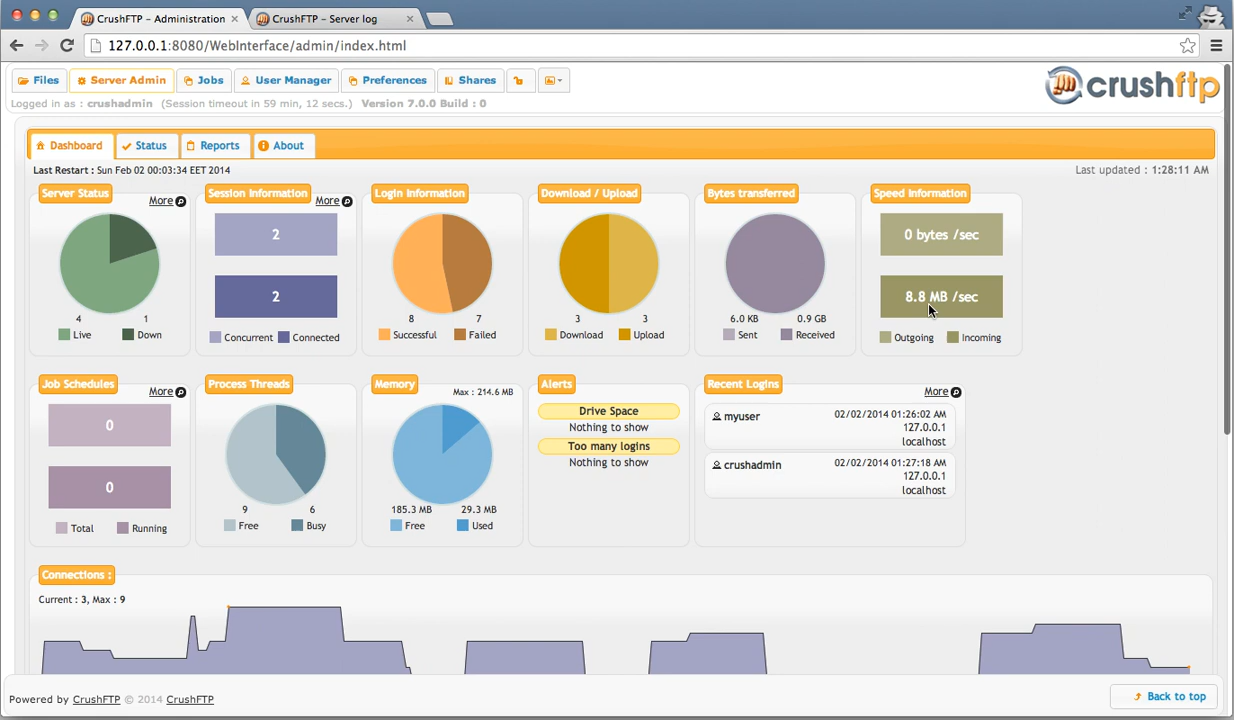 CrushFTP – Administration
CrushFTP – Server log
127.0.0.1:8080/WebInterface/admin/index.html
Files
Server Admin
Jobs
User Manager
Preferences
Shares
crushftp
Logged in as : crushadmin (Session timeout in 59 min, 12 secs.) Version 7.0.0 Build : 0
Dashboard
Status
Reports
About
Last Restart : Sun Feb 02 00:03:34 EET 2014
Last updated : 1:28:11 AM
Server Status
More
4
1
Live
Down
Session Information
More
2
2
Concurrent
Connected
Login Information
8
7
Successful
Failed
Download / Upload
3
3
Download
Upload
Bytes transferred
6.0 KB
0.9 GB
Sent
Received
Speed Information
0 bytes /sec
8.8 MB /sec
Outgoing
Incoming
Job Schedules
More
0
0
Total
Running
Process Threads
9
6
Free
Busy
Memory
Max : 214.6 MB
185.3 MB
29.3 MB
Free
Used
Alerts
Drive Space
Nothing to show
Too many logins
Nothing to show
Recent Logins
More
myuser
02/02/2014 01:26:02 AM
127.0.0.1
localhost
crushadmin
02/02/2014 01:27:18 AM
127.0.0.1
localhost
Connections :
Current : 3, Max : 9
Powered by CrushFTP © 2014 CrushFTP
Back to top